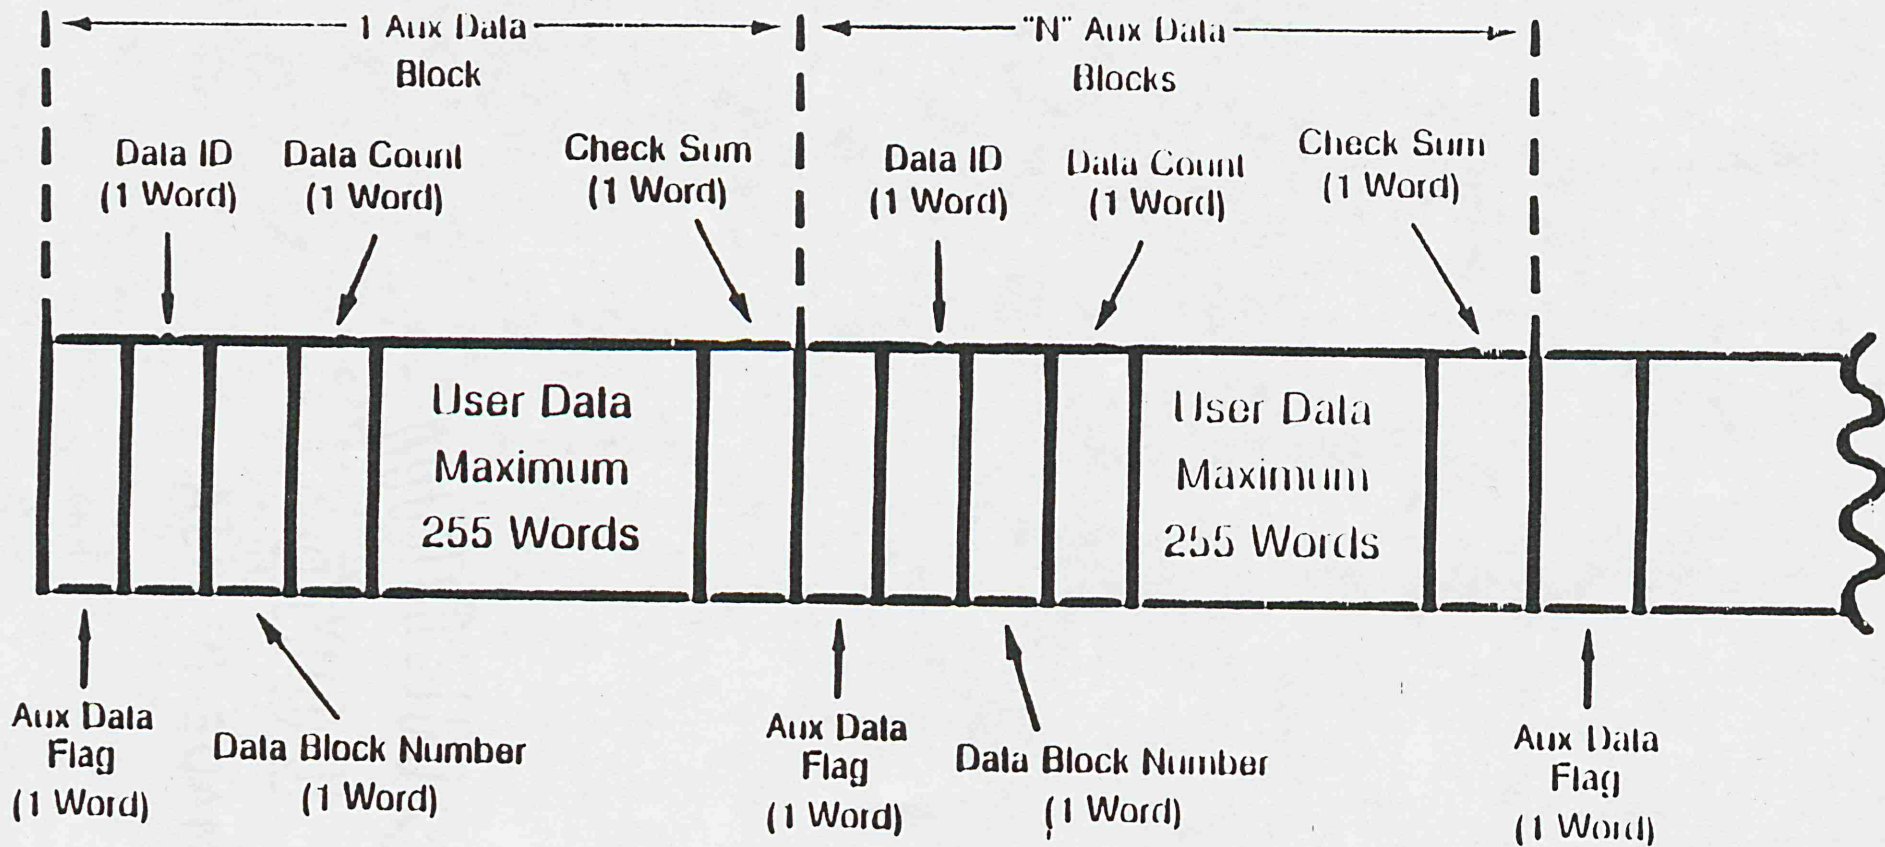 1 Aux Data
Block
"N" Aux Data
Blocks
Data ID
(1 Word)
Data Count
(1 Word)
Check Sum
(1 Word)
Data ID
(1 Word)
Data Count
(1 Word)
Check Sum
(1 Word)
User Data
Maximum
255 Words
User Data
Maximum
255 Words
Aux Data
Flag
(1 Word)
Data Block Number
(1 Word)
Aux Data
Flag
(1 Word)
Data Block Number
(1 Word)
Aux Data
Flag
(1 Word)